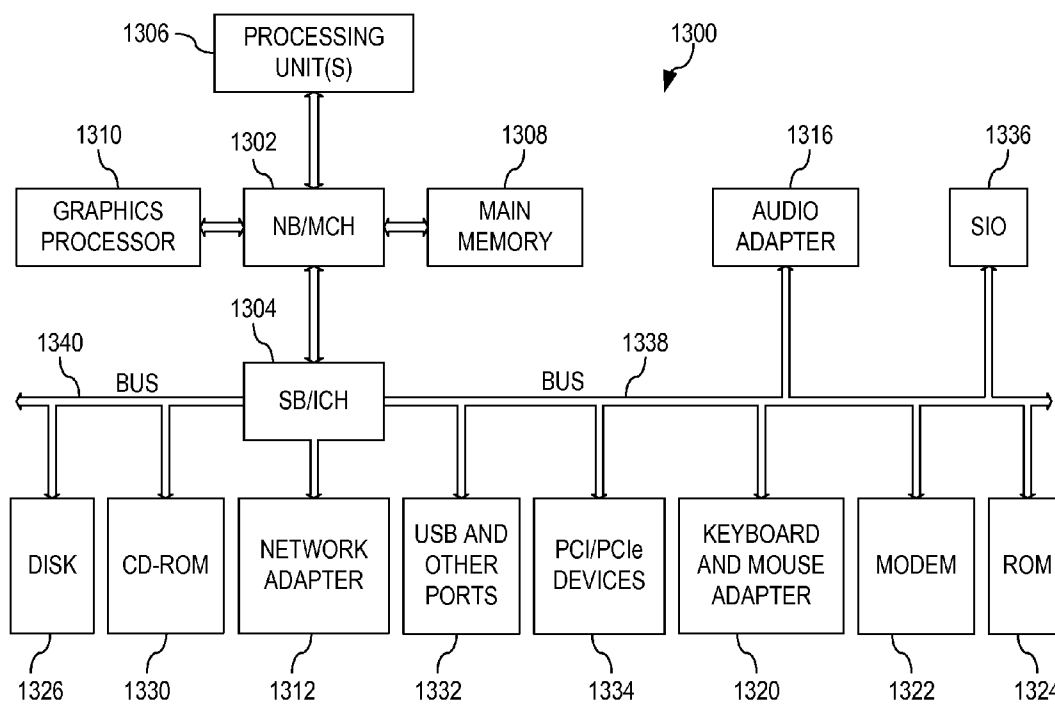 1306
PROCESSING
UNIT(S)
1300
1310
1302
1308
1316
1336
GRAPHICS
PROCESSOR
NB/MCH
MAIN
MEMORY
AUDIO
ADAPTER
SIO
1304
1340
1338
BUS
BUS
SB/ICH
DISK
CD-ROM
NETWORK
ADAPTER
USB AND
OTHER
PORTS
PCI/PCIe
DEVICES
KEYBOARD
AND MOUSE
ADAPTER
MODEM
ROM
1326
1330
1312
1332
1334
1320
1322
1324